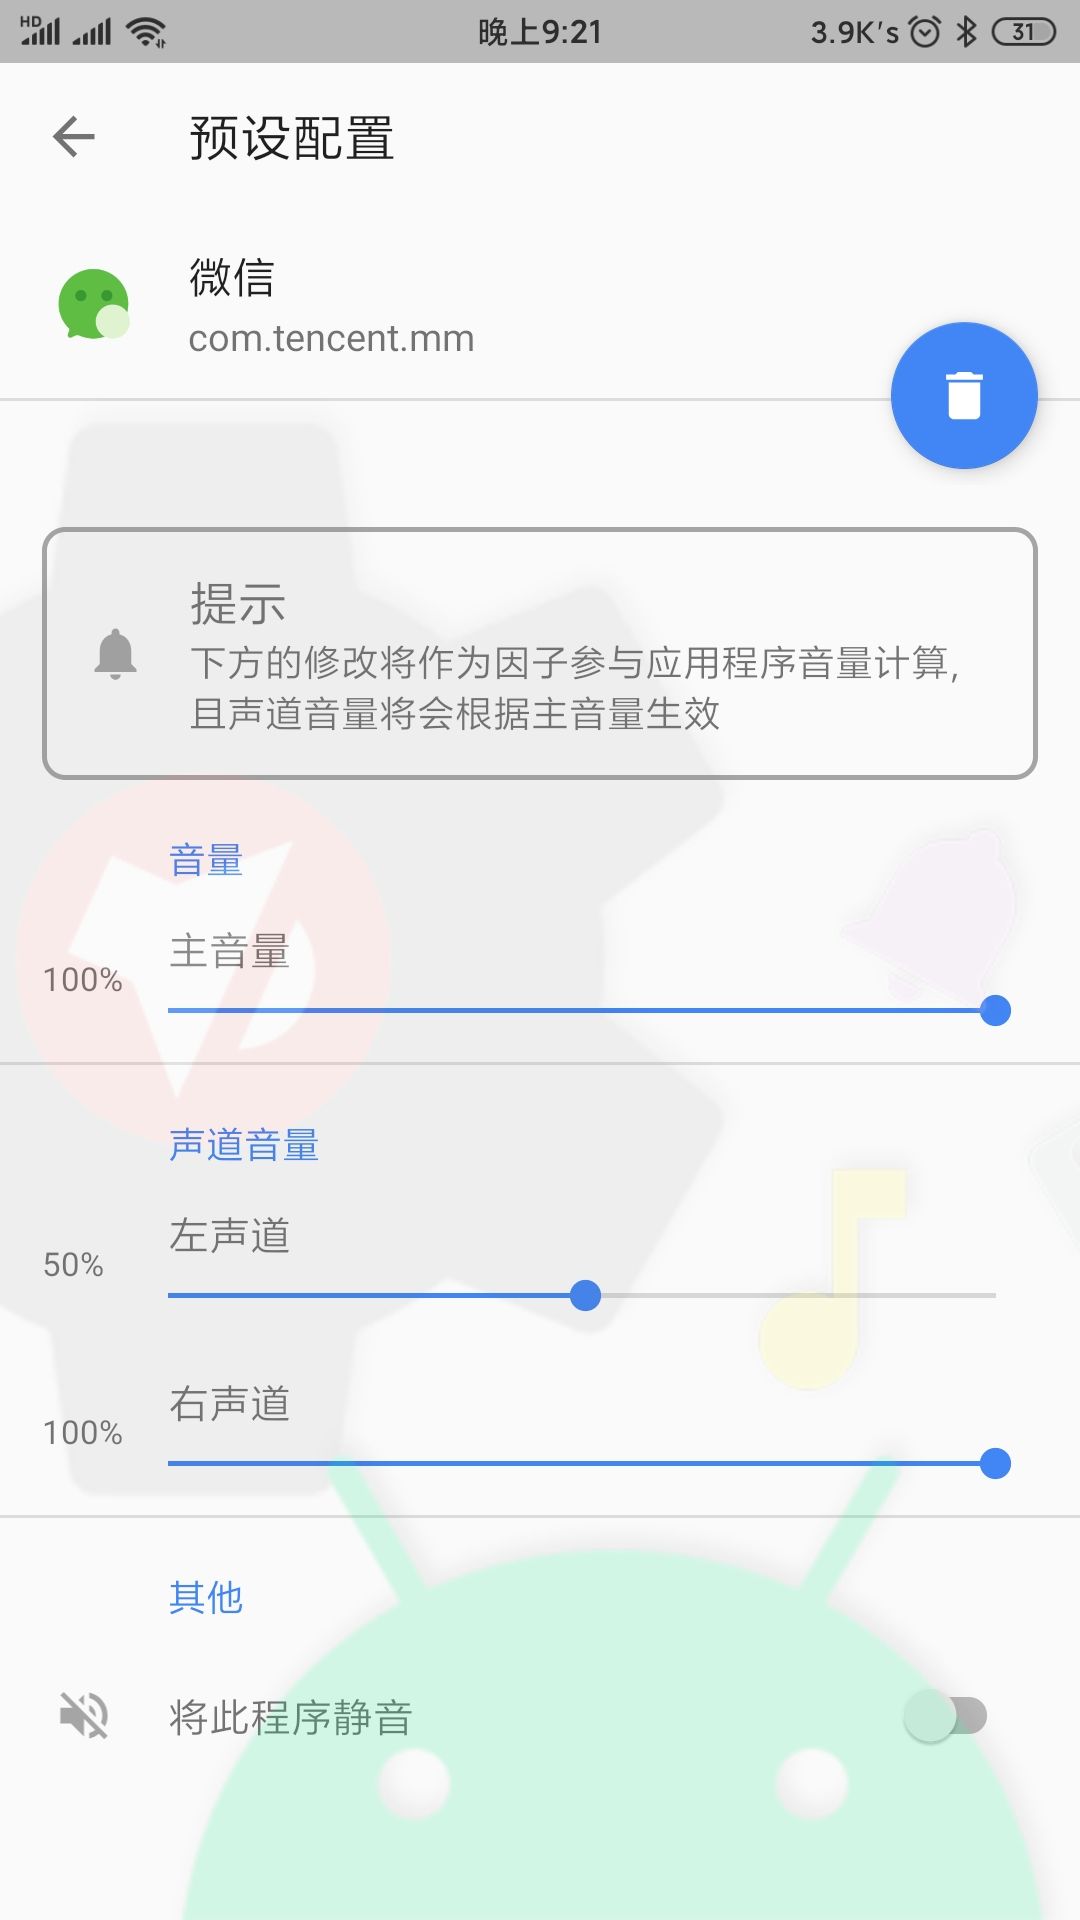 HD 晚上9:21 3.9K's 31
预设配置
微信
com.tencent.mm
提示
下方的修改将作为因子参与应用程序音量计算,
且声道音量将会根据主音量生效
音量
主音量
100%
声道音量
左声道
50%
右声道
100%
其他
将此程序静音